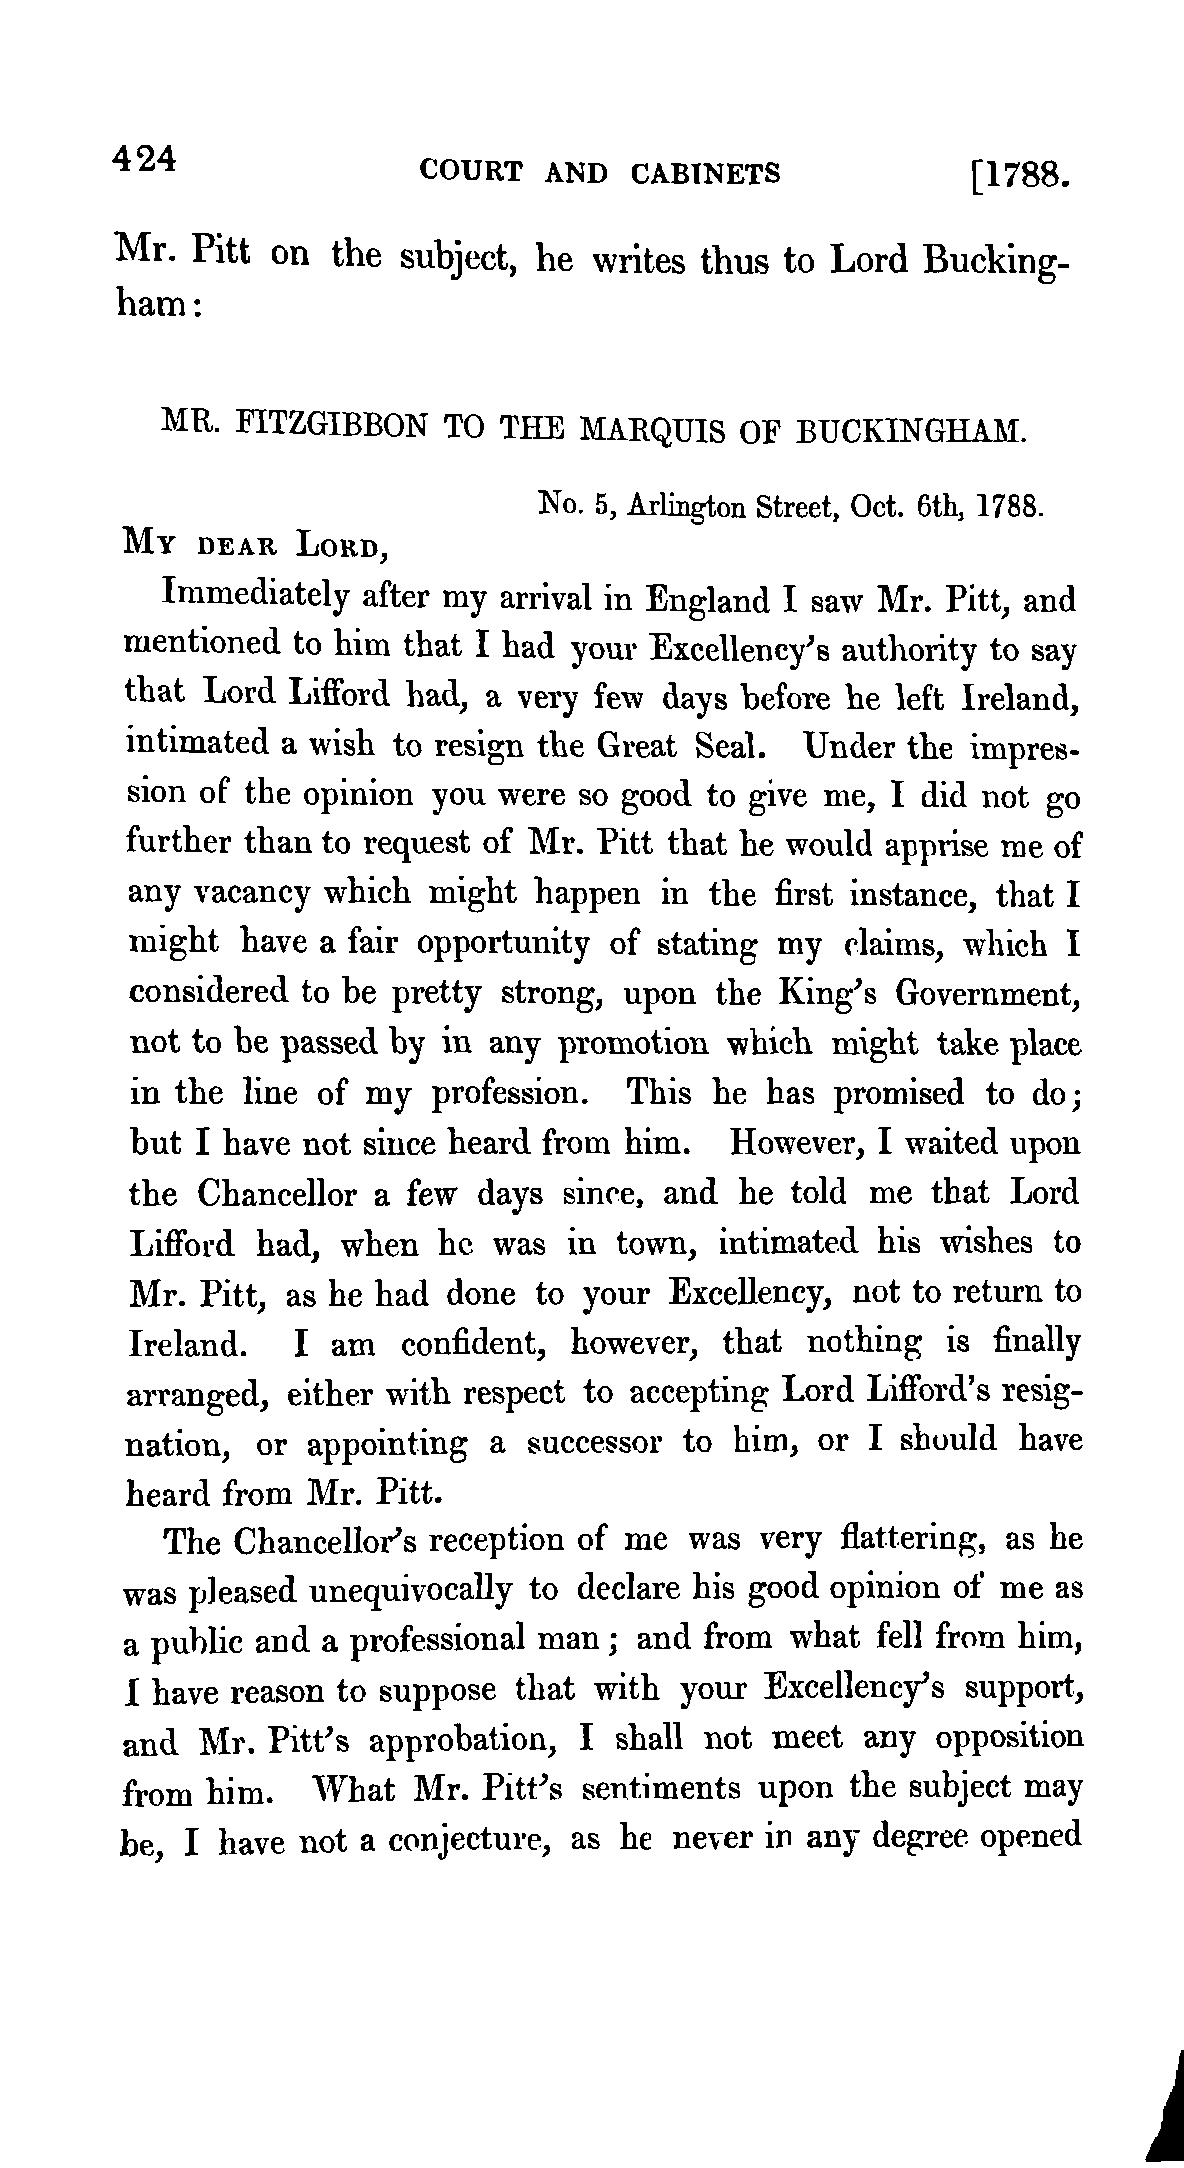 424 COURT AND CABINETS [1788.
Mr. Pitt on the subject, he writes thus to Lord Bucking-
ham:
MR. FITZGIBBON TO THE MARQUIS OF BUCKINGHAM.
No. 5, Arlington Street, Oct. 6th, 1788.
MY DEAR LORD,
Immediately after my arrival in England I saw Mr. Pitt, and
mentioned to him that I had your Excellency's authority to say
that Lord Lifford had, a very few days before he left Ireland,
intimated a wish to resign the Great Seal. Under the impres-
sion of the opinion you were so good to give me, I did not go
further than to request of Mr. Pitt that he would apprise me of
any vacancy which might happen in the first instance, that I
might have a fair opportunity of stating my claims, which I
considered to be pretty strong, upon the King's Government,
not to be passed by in any promotion which might take place
in the line of my profession. This he has promised to do;
but I have not since heard from him. However, I waited upon
the Chancellor a few days since, and he told me that Lord
Lifford had, when he was in town, intimated his wishes to
Mr. Pitt, as he had done to your Excellency, not to return to
Ireland. I am confident, however, that nothing is finally
arranged, either with respect to accepting Lord Lifford's resig-
nation, or appointing a successor to him, or I should have
heard from Mr. Pitt.
The Chancellor's reception of me was very flattering, as he
was pleased unequivocally to declare his good opinion of me as
a public and a professional man; and from what fell from him,
I have reason to suppose that with your Excellency's support,
and Mr. Pitt's approbation, I shall not meet any opposition
from him. What Mr. Pitt's sentiments upon the subject may
be, I have not a conjecture, as he never in any degree opened